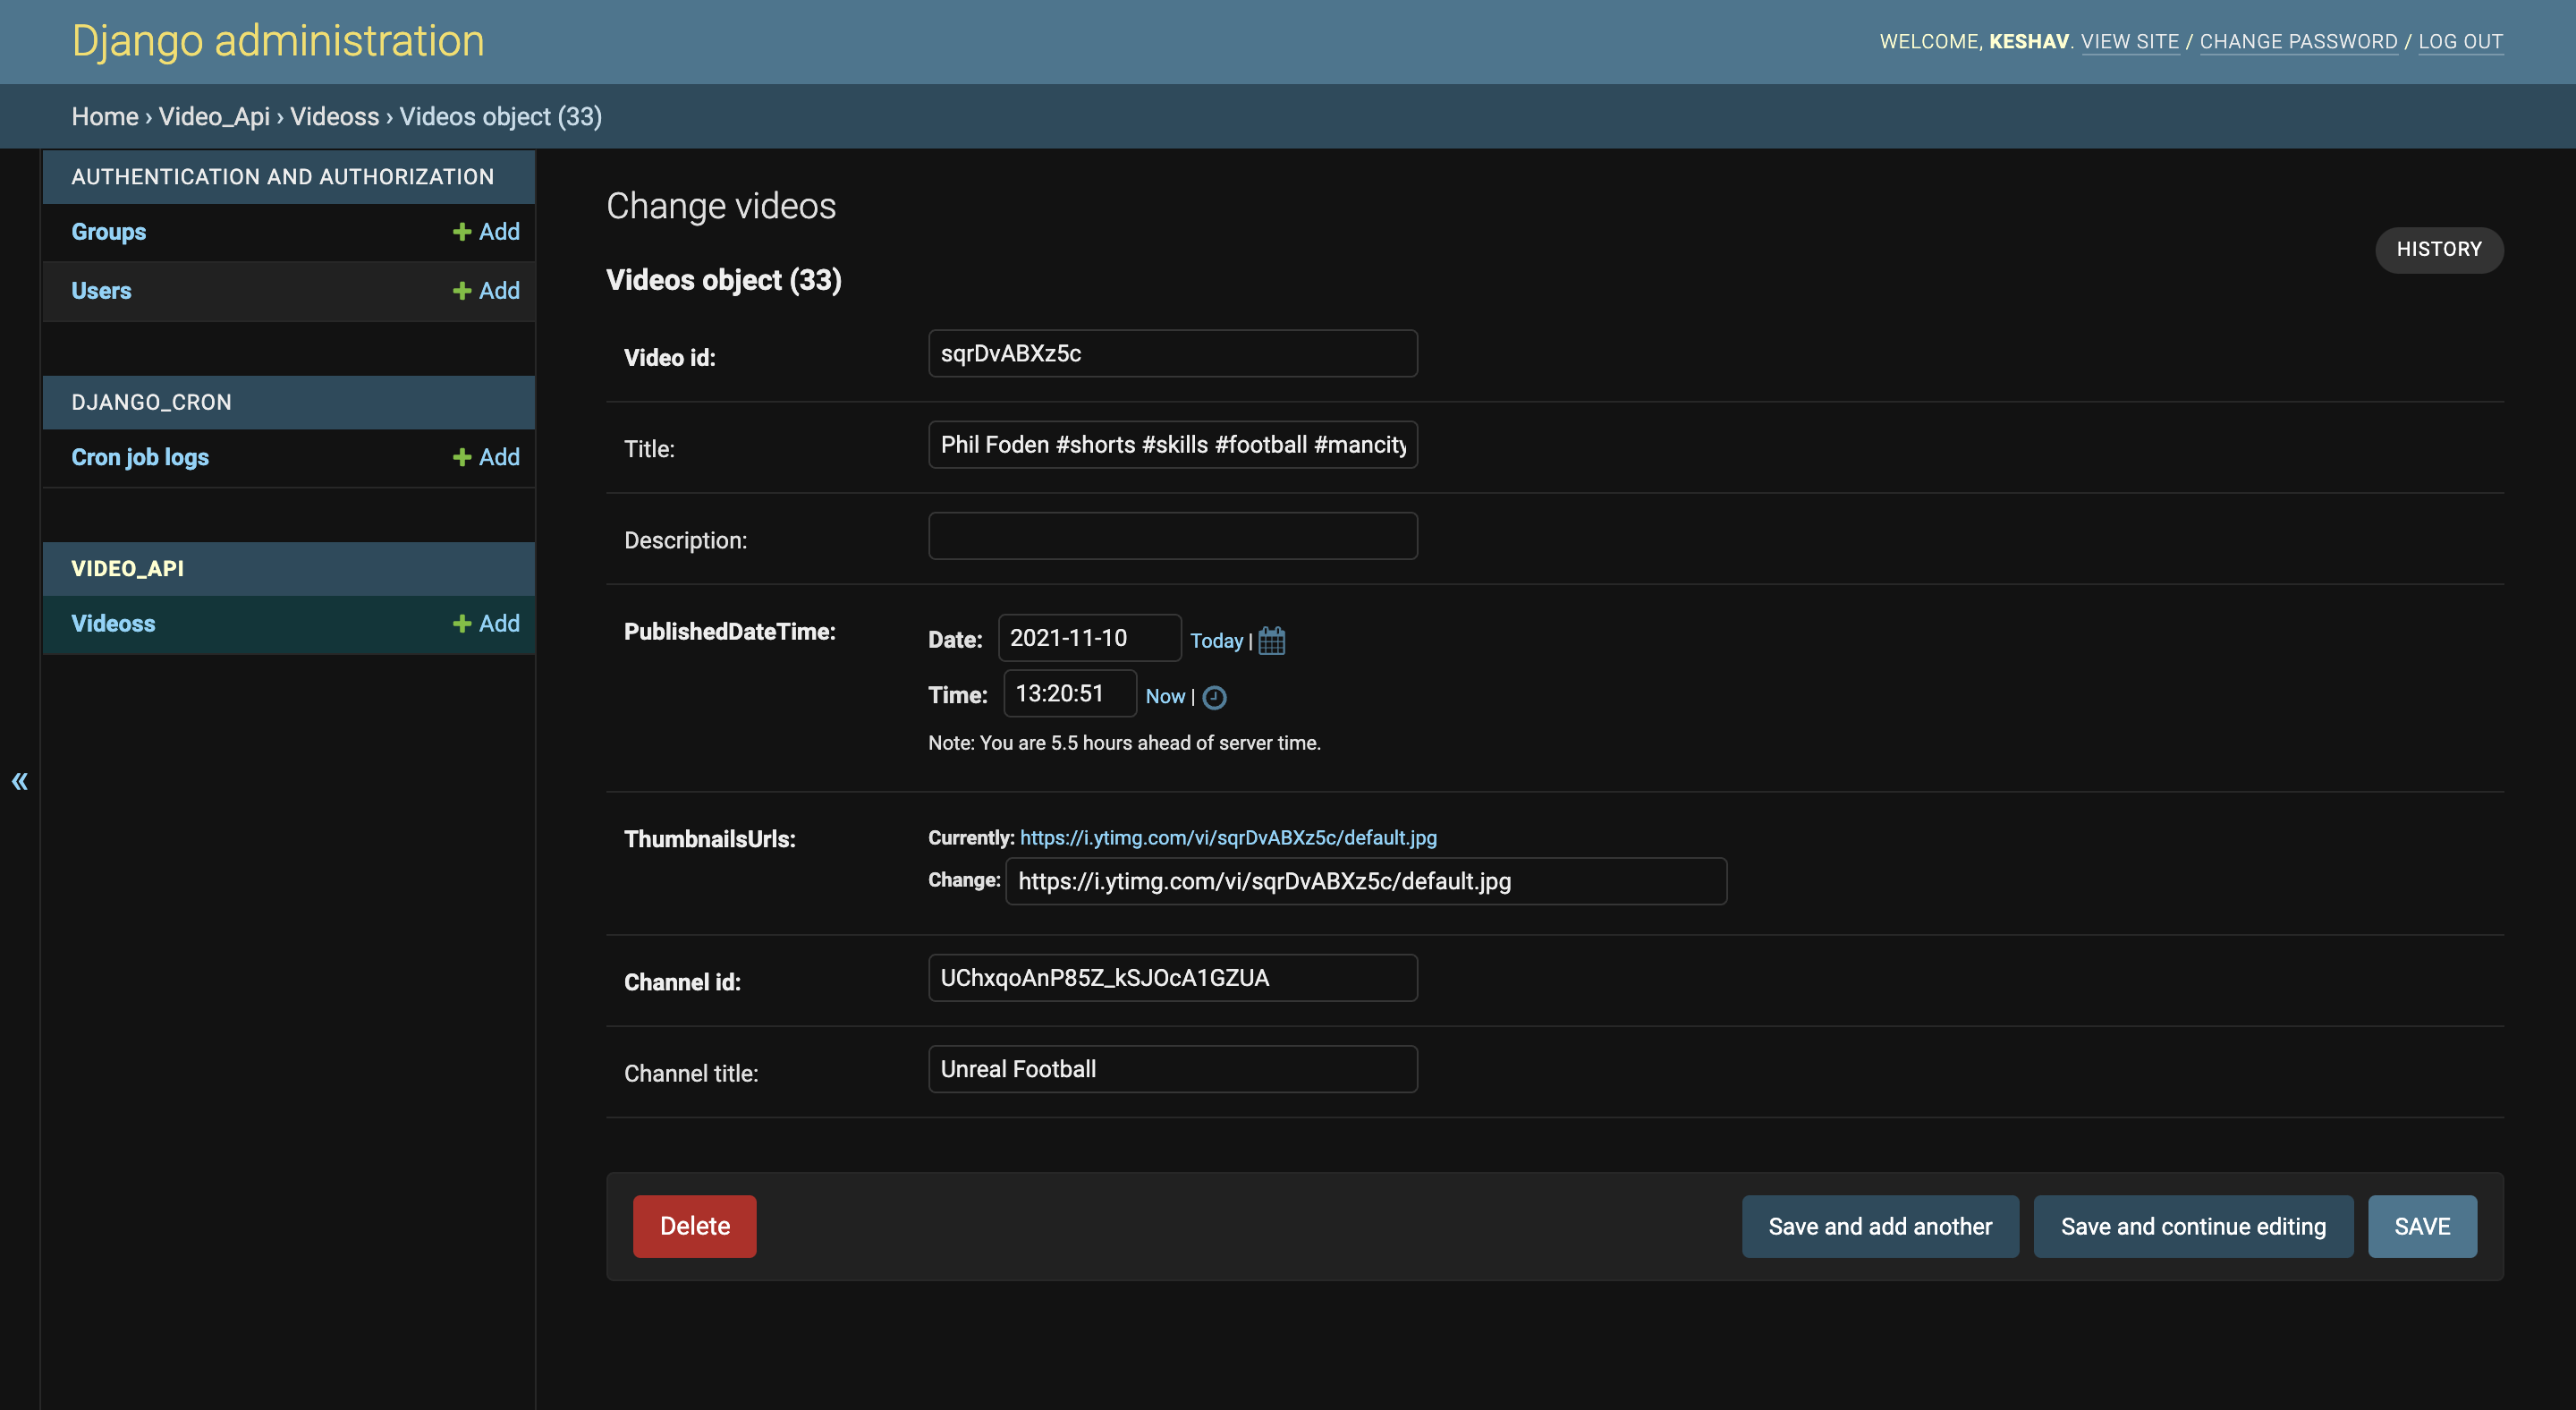 Django administration
WELCOME, KESHAV. VIEW SITE / CHANGE PASSWORD / LOG OUT
Home › Video_Api › Videoss › Videos object (33)
AUTHENTICATION AND AUTHORIZATION
Groups + Add
Users + Add
DJANGO_CRON
Cron job logs + Add
VIDEO_API
Videoss + Add
«
Change videos
HISTORY
Videos object (33)
Video id: sqrDvABXz5c
Title: Phil Foden #shorts #skills #football #mancity
Description:
PublishedDateTime: Date: 2021-11-10 Today |
Time: 13:20:51 Now |
Note: You are 5.5 hours ahead of server time.
ThumbnailsUrls: Currently: https://i.ytimg.com/vi/sqrDvABXz5c/default.jpg
Change: https://i.ytimg.com/vi/sqrDvABXz5c/default.jpg
Channel id: UChxqoAnP85Z_kSJOcA1GZUA
Channel title: Unreal Football
Delete Save and add another Save and continue editing SAVE